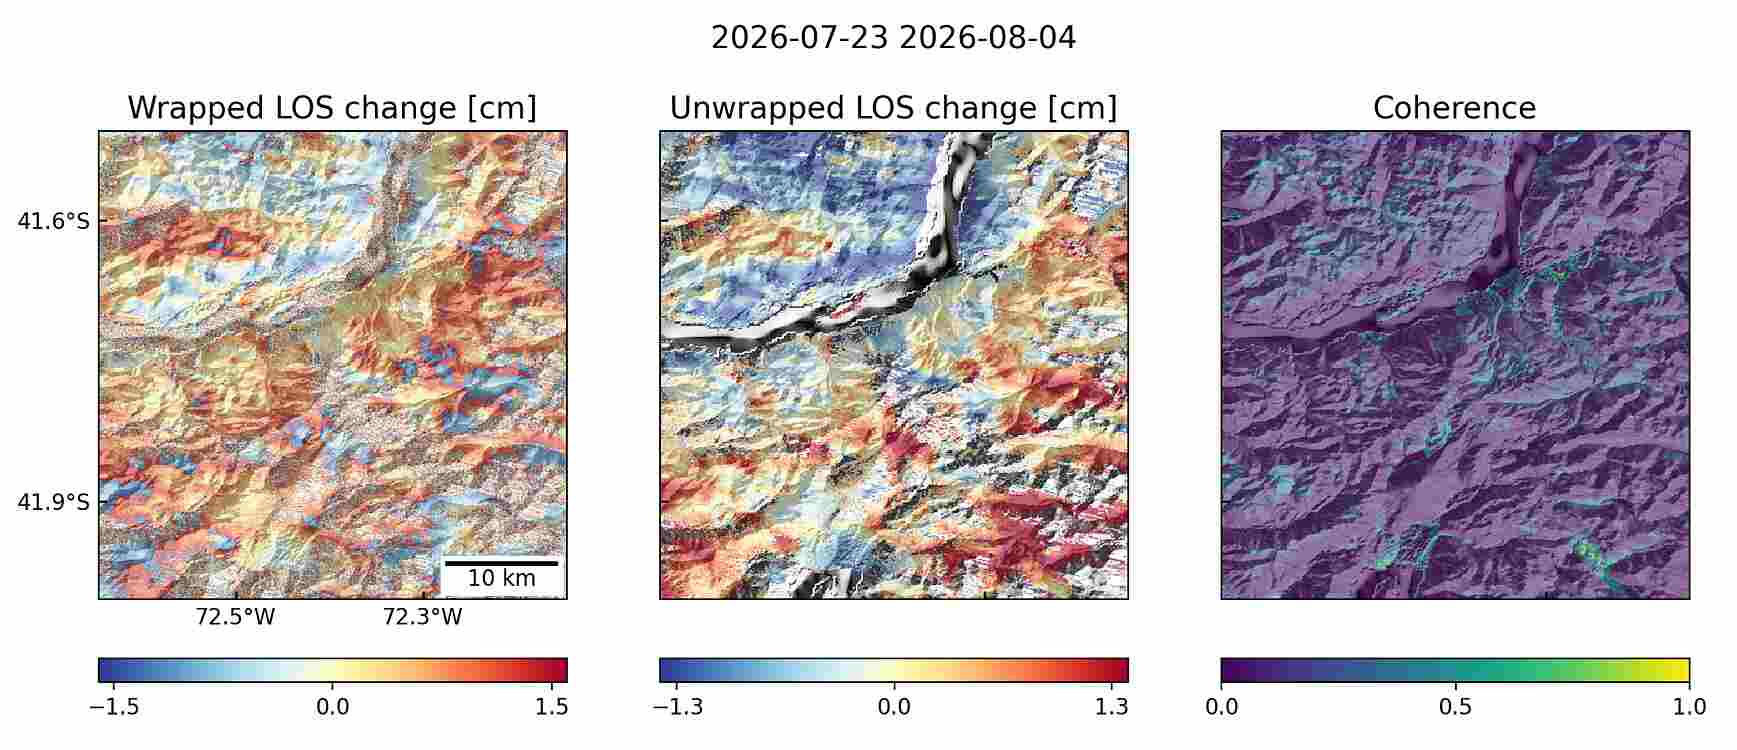 2026-07-23 2026-08-04
Wrapped LOS change [cm]
Unwrapped LOS change [cm]
Coherence
41.6°S
41.9°S
10 km
72.5°W
72.3°W
−1.5
0.0
1.5
−1.3
0.0
1.3
0.0
0.5
1.0